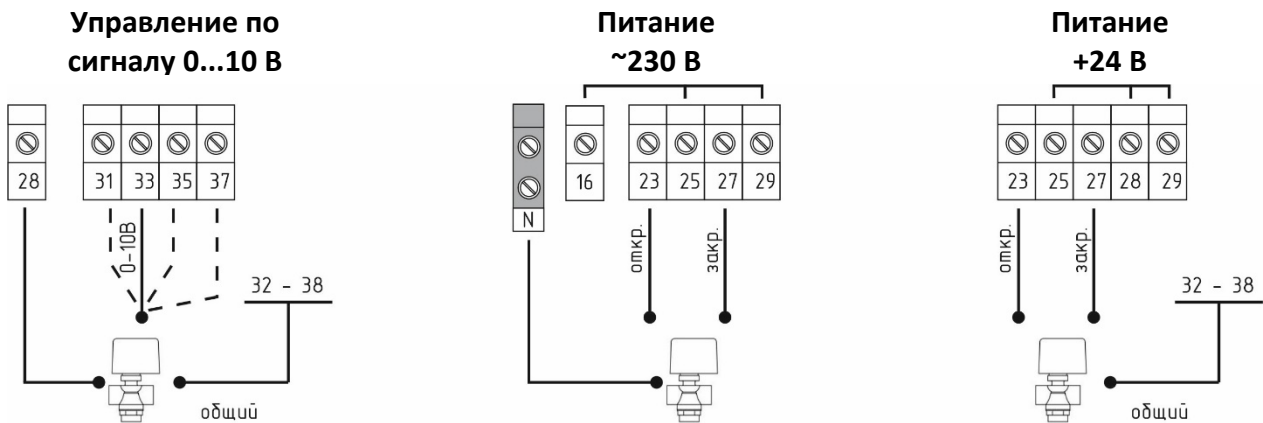 Управление по
сигналу 0...10 В
28
31 33 35 37
0-10В
32 - 38
общий
Питание
~230 В
N
16
23 25 27 29
откр.
закр.
Питание
+24 В
23 25 27 28 29
откр.
закр.
32 - 38
общий